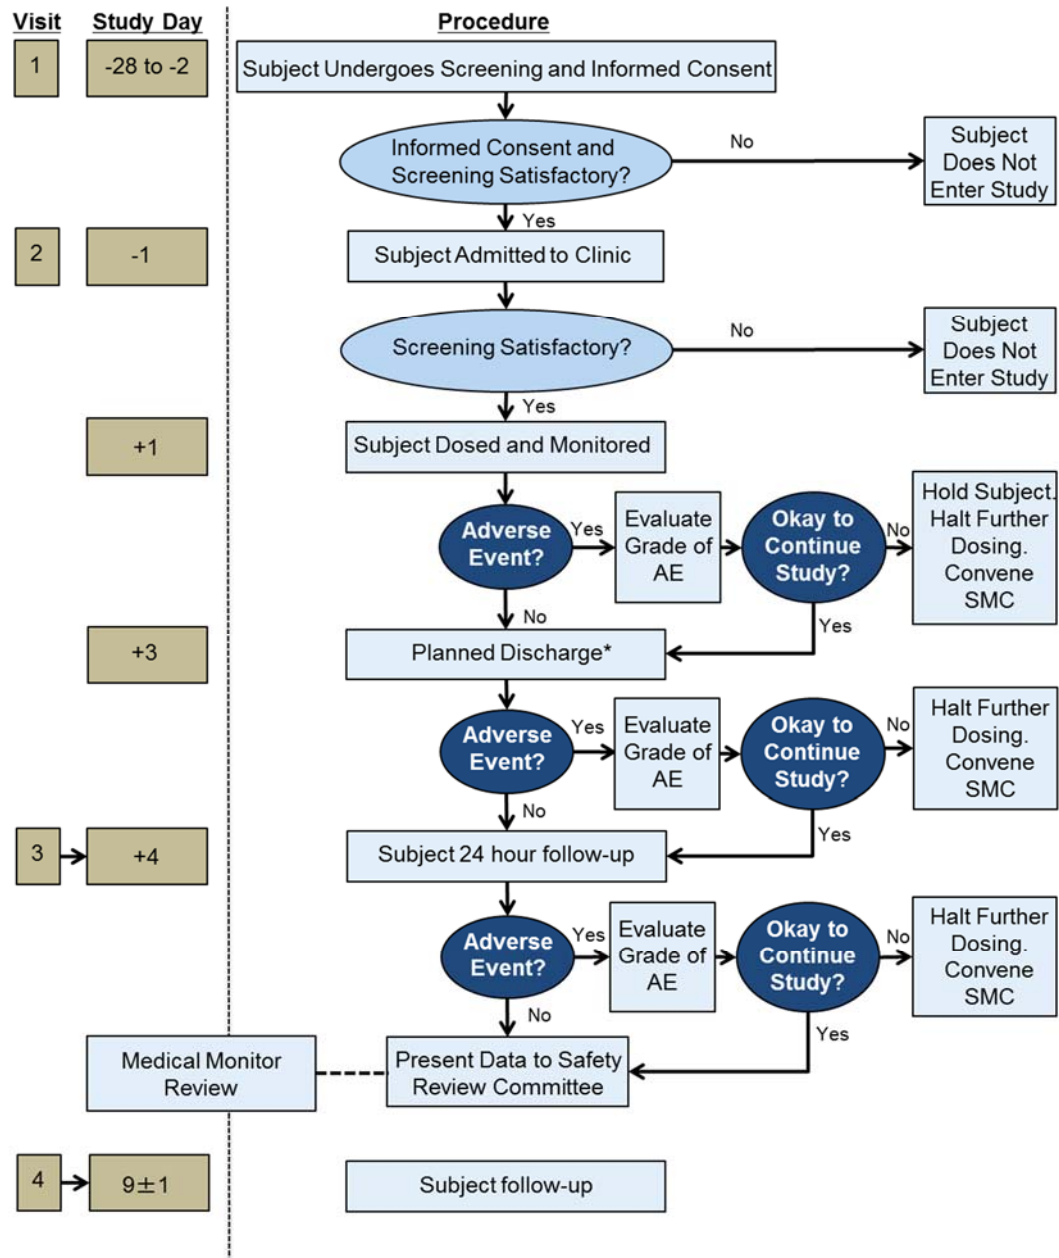 Visit
Study Day
Procedure
1
-28 to -2
Subject Undergoes Screening and Informed Consent
Informed Consent and
Screening Satisfactory?
No
Subject
Does Not
Enter Study
Yes
2
-1
Subject Admitted to Clinic
Screening Satisfactory?
No
Subject
Does Not
Enter Study
Yes
+1
Subject Dosed and Monitored
Adverse
Event?
Yes
Evaluate
Grade of
AE
Okay to
Continue
Study?
No
Hold Subject.
Halt Further
Dosing.
Convene
SMC
No
Yes
+3
Planned Discharge*
Adverse
Event?
Yes
Evaluate
Grade of
AE
Okay to
Continue
Study?
No
Halt Further
Dosing.
Convene
SMC
No
Yes
3
+4
Subject 24 hour follow-up
Adverse
Event?
Yes
Evaluate
Grade of
AE
Okay to
Continue
Study?
No
Halt Further
Dosing.
Convene
SMC
No
Yes
Medical Monitor
Review
Present Data to Safety
Review Committee
4
9±1
Subject follow-up